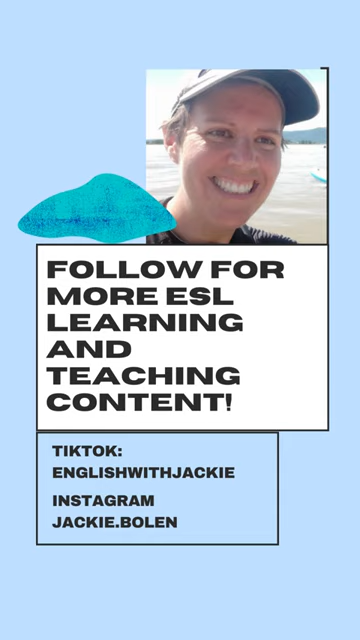 FOLLOW FOR
MORE ESL
LEARNING
AND
TEACHING
CONTENT!
TIKTOK:
ENGLISHWITHJACKIE
INSTAGRAM
JACKIE.BOLEN